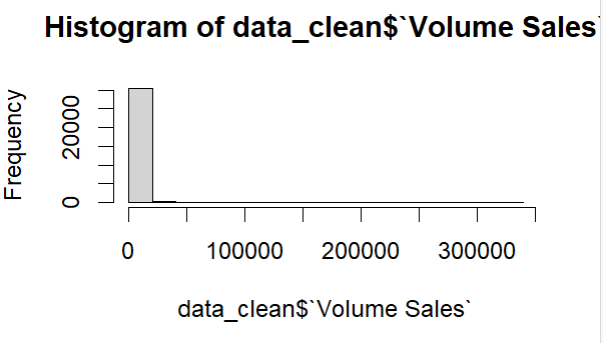 Histogram of data_clean$`Volume Sales`
Frequency
20000
0
0 100000 200000 300000
data_clean$`Volume Sales`